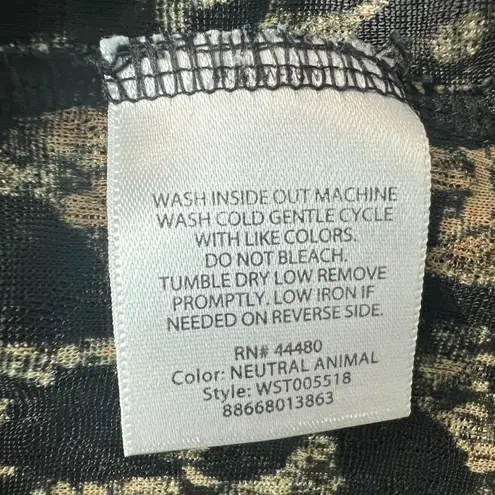 WASH INSIDE OUT MACHINE
WASH COLD GENTLE CYCLE
WITH LIKE COLORS.
DO NOT BLEACH.
TUMBLE DRY LOW REMOVE
PROMPTLY. LOW IRON IF
NEEDED ON REVERSE SIDE.
RN# 44480
Color: NEUTRAL ANIMAL
Style: WST005518
88668013863